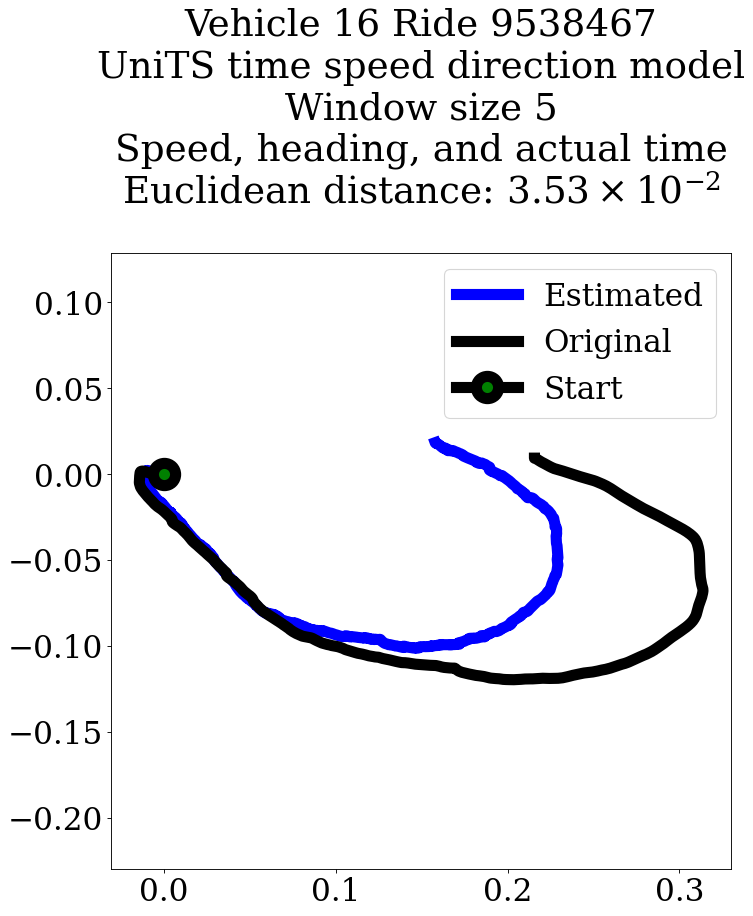 Vehicle 16 Ride 9538467
UniTS time speed direction model
Window size 5
Speed, heading, and actual time
Euclidean distance: 3.53 × 10⁻²
Estimated
Original
Start
0.10
0.05
0.00
−0.05
−0.10
−0.15
−0.20
0.0 0.1 0.2 0.3